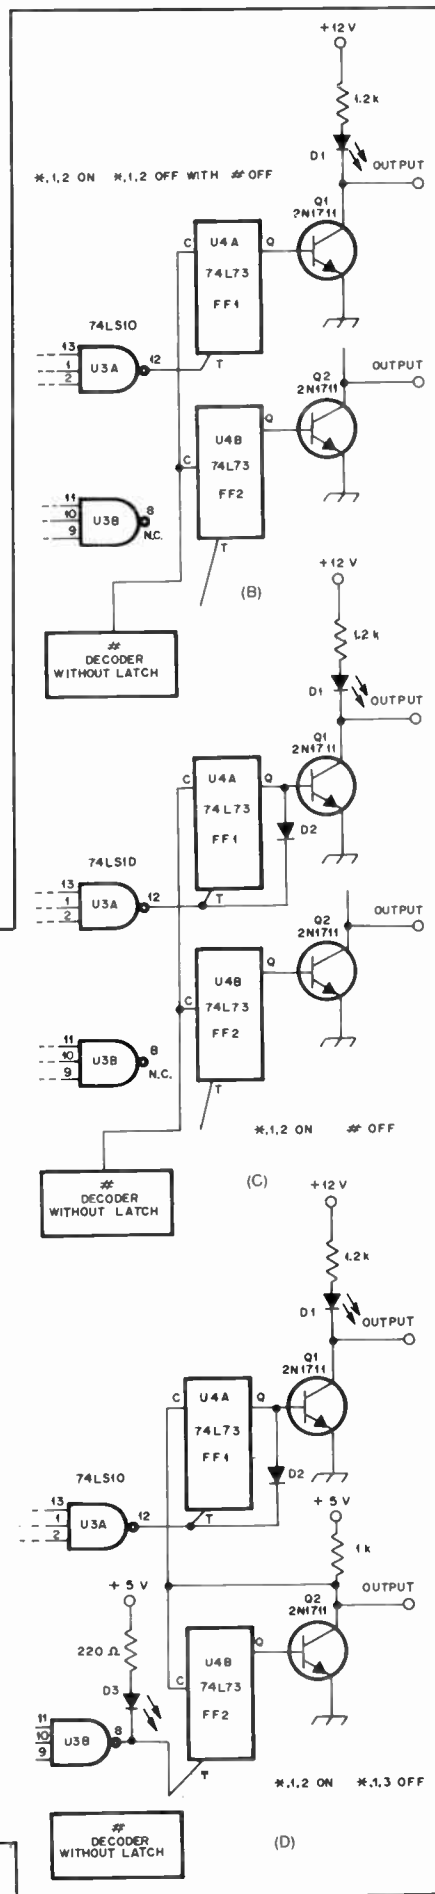 +12 V
1.2 k
D1
OUTPUT
*,1,2 ON *,1,2 OFF WITH # OFF
Q1
2N1711
C U4A Q
74L73
FF1
T
74LS10
13
1
2
U3A
12
OUTPUT
Q2
2N1711
U4B Q
C 74L73
FF2
T
11
10
9
U3B
8
N.C.
(B)
#
DECODER
WITHOUT LATCH
+12 V
1.2k
D1
OUTPUT
Q1
2N1711
C U4A Q
74L73
FF1
T
D2
74LS10
13
1
2
U3A
12
OUTPUT
Q2
2N1711
U4B Q
C 74L73
FF2
T
11
10
9
U3B
8
N.C.
*,1,2 ON # OFF
(C)
#
DECODER
WITHOUT LATCH
+12 V
1.2k
D1
OUTPUT
Q1
2N1711
C U4A Q
74L73
FF1
T
D2
74LS10
13
1
2
U3A
12
+ 5 V
1 k
OUTPUT
Q2
2N1711
+ 5 V
220 Ω
D3
C U4B Q
74L73
FF2
T
11
10
9
U3B
8
*,1,2 ON *,1,3 OFF
(D)
#
DECODER
WITHOUT LATCH